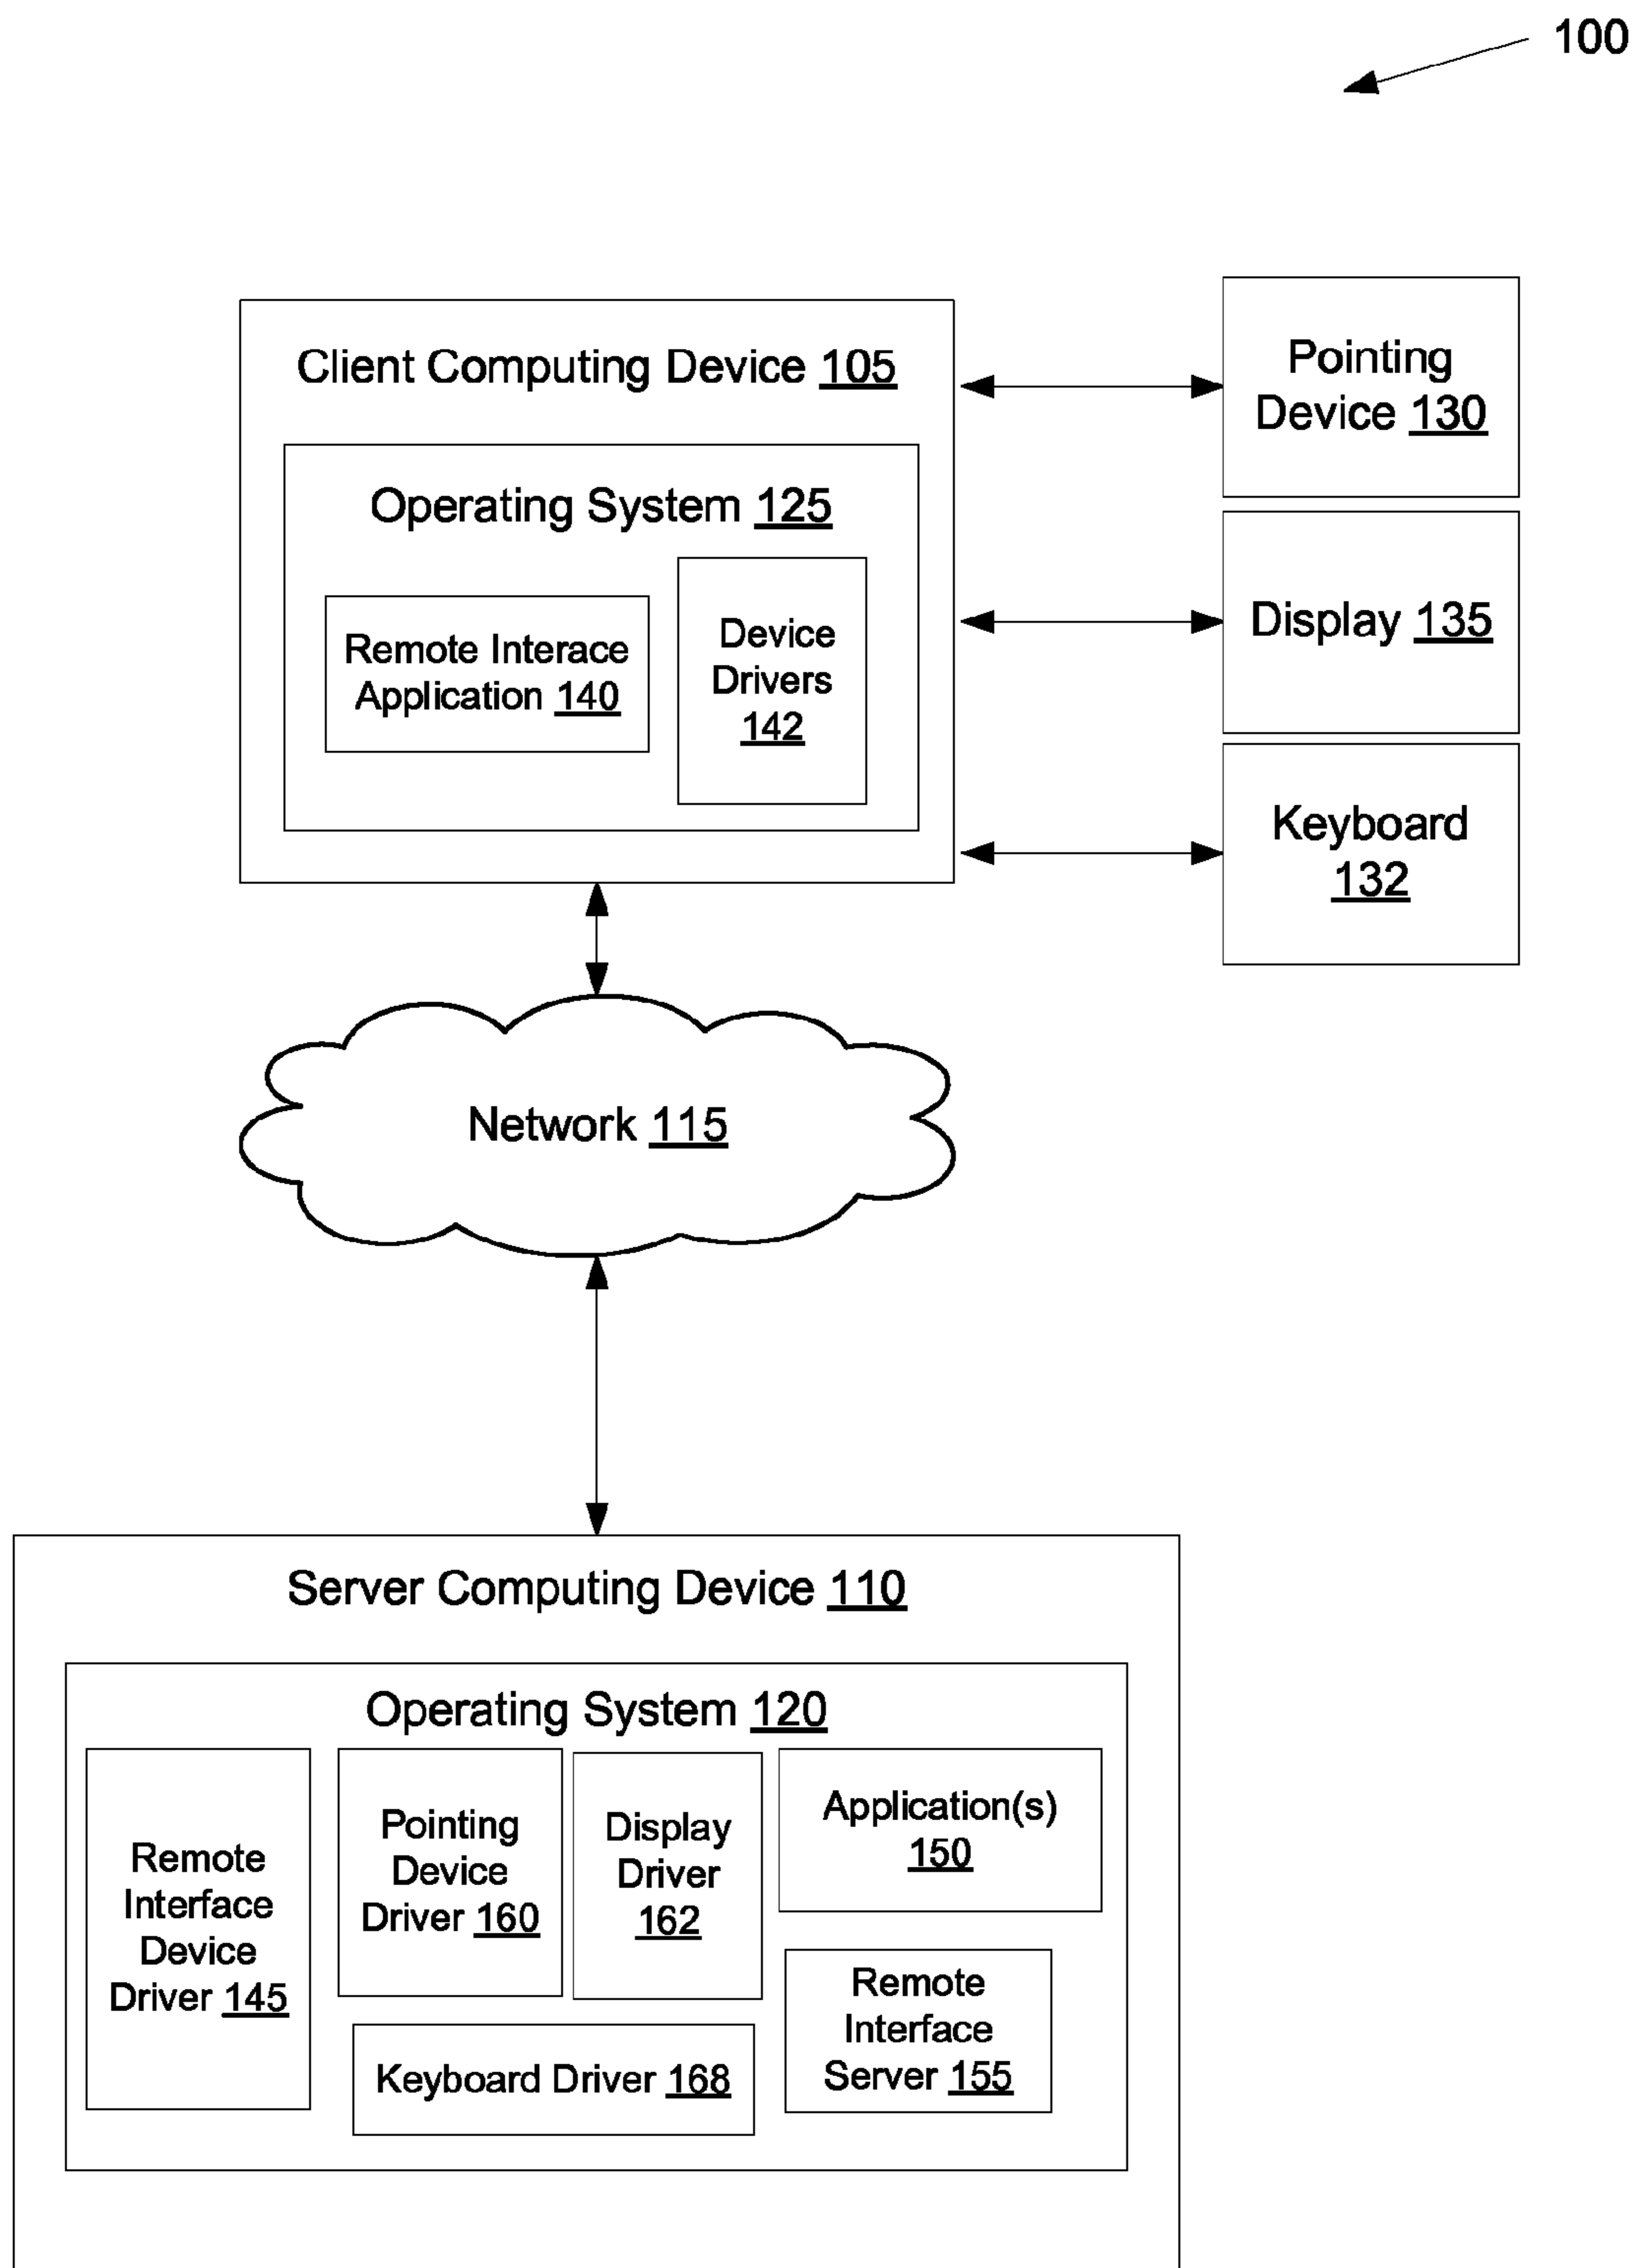 100
Client Computing Device 105
Operating System 125
Remote Interace
Application 140
Device
Drivers
142
Pointing
Device 130
Display 135
Keyboard
132
Network 115
Server Computing Device 110
Operating System 120
Remote
Interface
Device
Driver 145
Pointing
Device
Driver 160
Display
Driver
162
Application(s)
150
Keyboard Driver 168
Remote
Interface
Server 155